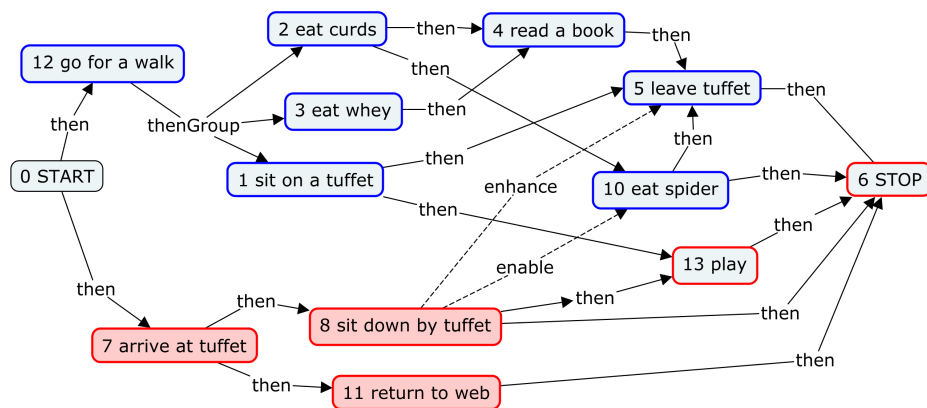 2 eat curds
then
4 read a book
then
12 go for a walk
then
5 leave tuffet
then
3 eat whey
then
then
thenGroup
then
then
0 START
1 sit on a tuffet
enhance
10 eat spider
then
6 STOP
then
13 play
then
enable
then
then
then
8 sit down by tuffet
then
7 arrive at tuffet
then
then
11 return to web